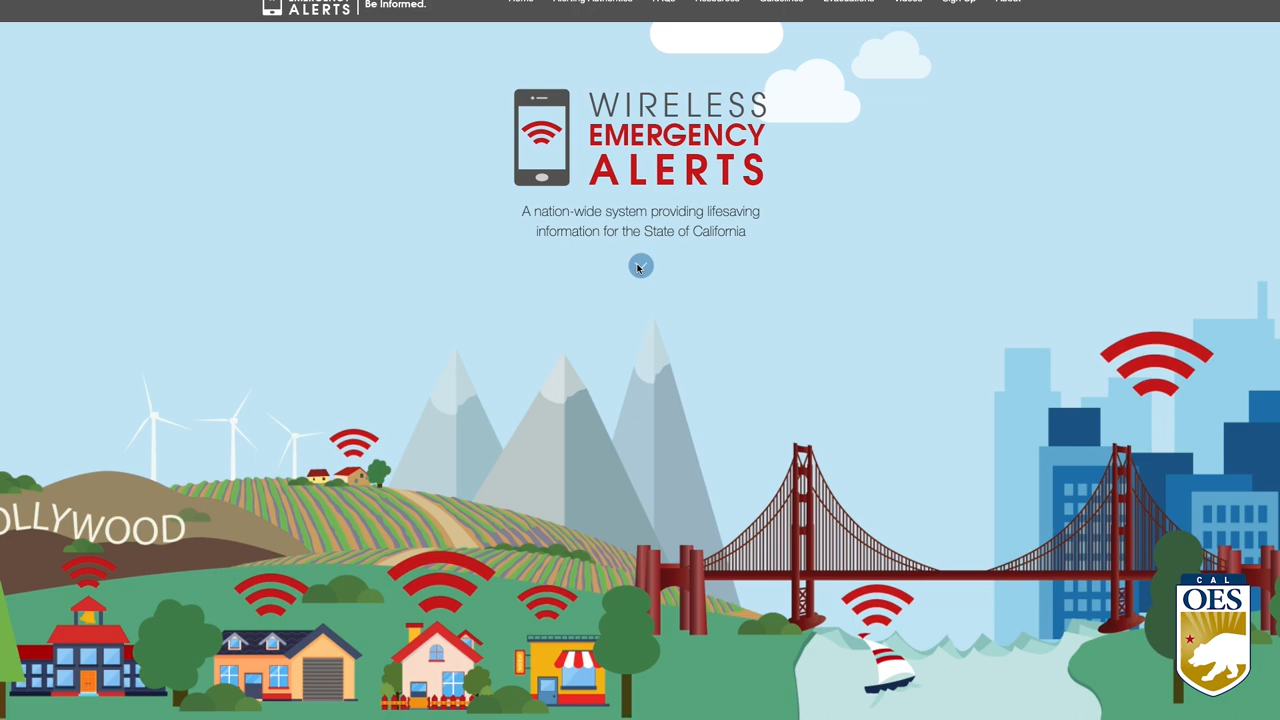 ALERTS Be Informed.
WIRELESS
EMERGENCY
ALERTS
A nation-wide system providing lifesaving
information for the State of California
OLLYWOOD
CAL
OES